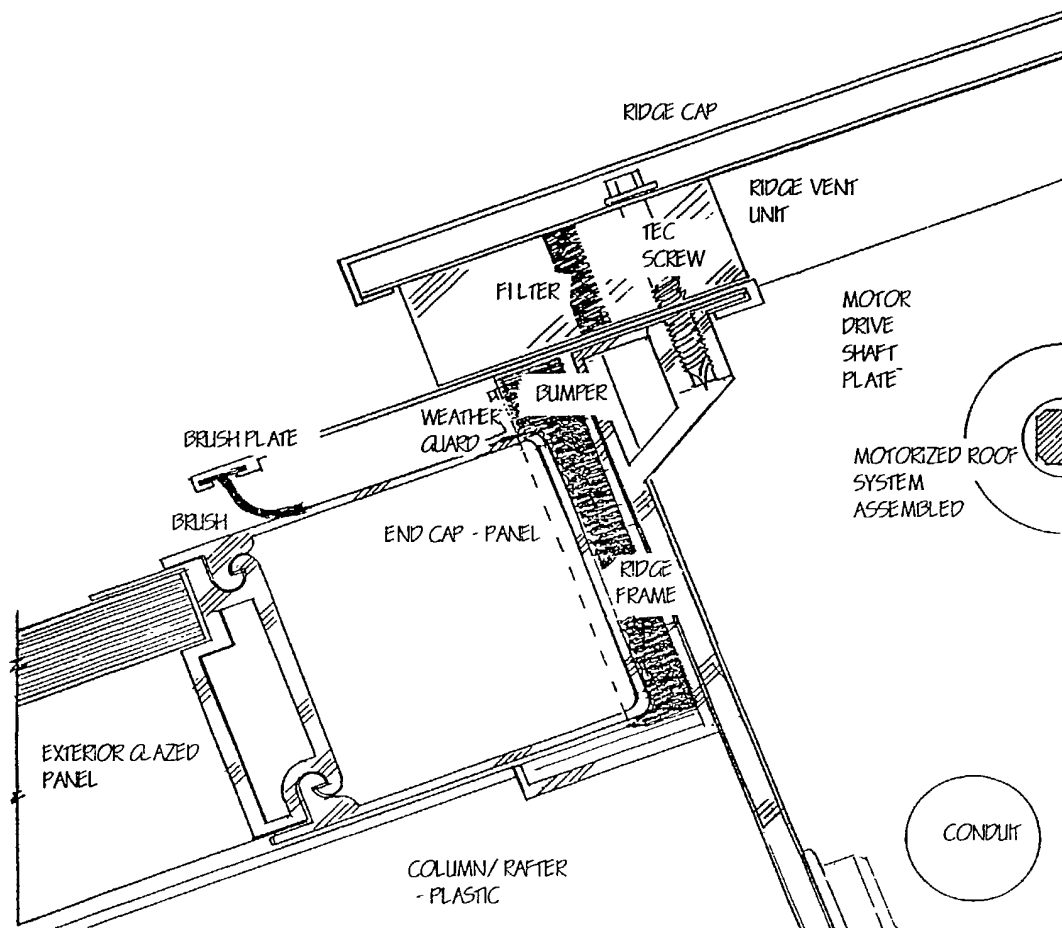 RIDGE CAP
RIDGE VENT
UNIT
TEC
SCREW
FILTER
MOTOR
DRIVE
SHAFT
PLATE
BUMPER
WEATHER
GUARD
BRUSH PLATE
MOTORIZED ROOF
SYSTEM
ASSEMBLED
BRUSH
END CAP - PANEL
RIDGE
FRAME
EXTERIOR GLAZED
PANEL
CONDUIT
COLUMN/ RAFTER
- PLASTIC